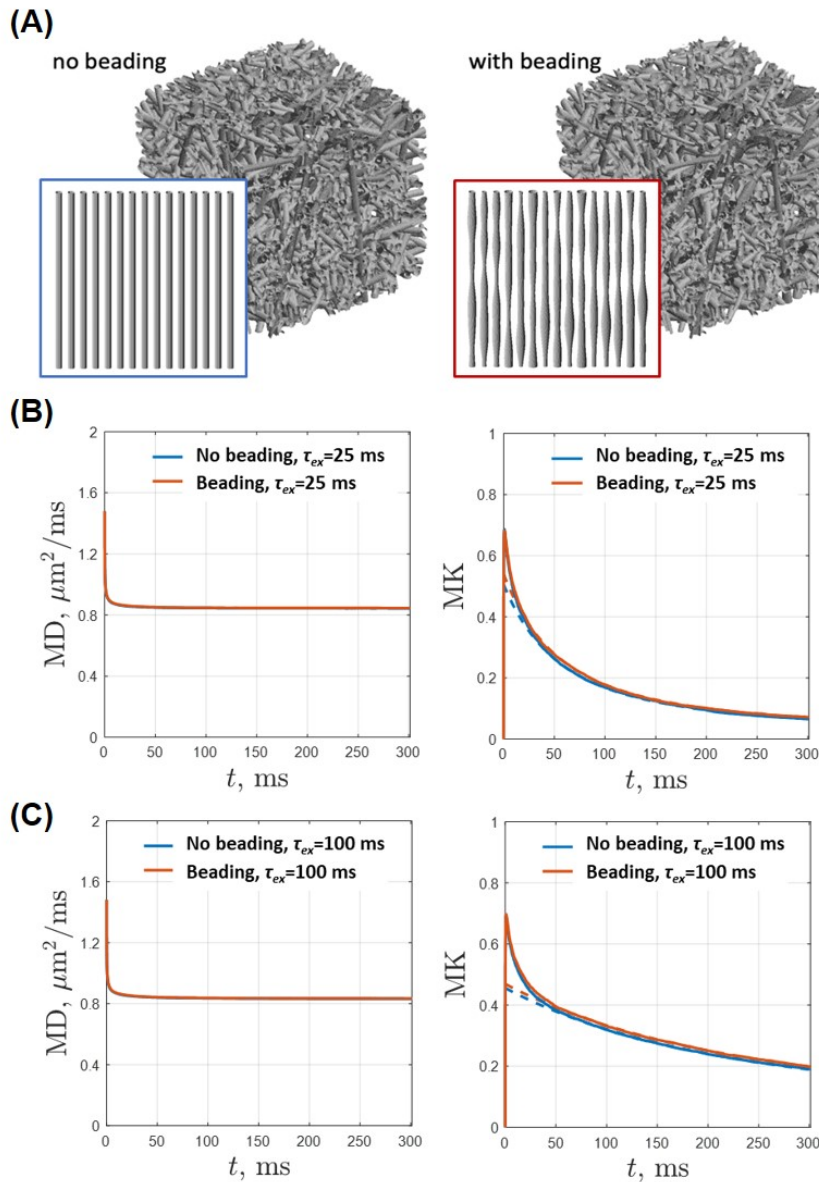 (A)
no beading
with beading
(B)
2
1.6
1.2
0.8
0.4
0
MD, μm²/ms
No beading, τex=25 ms
Beading, τex=25 ms
0 50 100 150 200 250 300
t, ms
1
0.8
0.6
0.4
0.2
0
MK
No beading, τex=25 ms
Beading, τex=25 ms
0 50 100 150 200 250 300
t, ms
(C)
2
1.6
1.2
0.8
0.4
0
MD, μm²/ms
No beading, τex=100 ms
Beading, τex=100 ms
0 50 100 150 200 250 300
t, ms
1
0.8
0.6
0.4
0.2
0
MK
No beading, τex=100 ms
Beading, τex=100 ms
0 50 100 150 200 250 300
t, ms